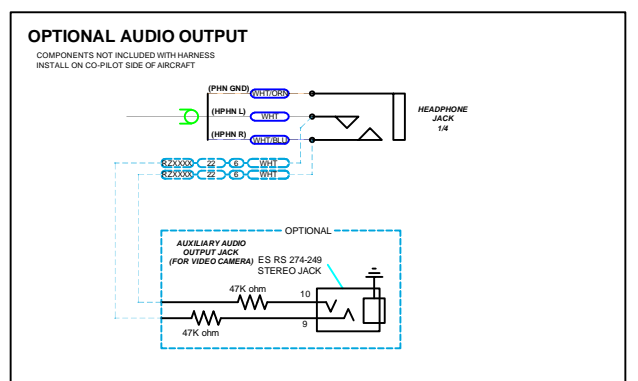 OPTIONAL AUDIO OUTPUT
COMPONENTS NOT INCLUDED WITH HARNESS
INSTALL ON CO-PILOT SIDE OF AIRCRAFT
(PHN GND)
WHT/ORN
(HPHN L)
WHT
(HPHN R)
WHT/BLU
HEADPHONE
JACK
1/4
RZXXXX 22 6 WHT
RZXXXX 22 6 WHT
OPTIONAL
AUXILIARY AUDIO
OUTPUT JACK
(FOR VIDEO CAMERA)
ES RS 274-249
STEREO JACK
47K ohm
10
9
47K ohm